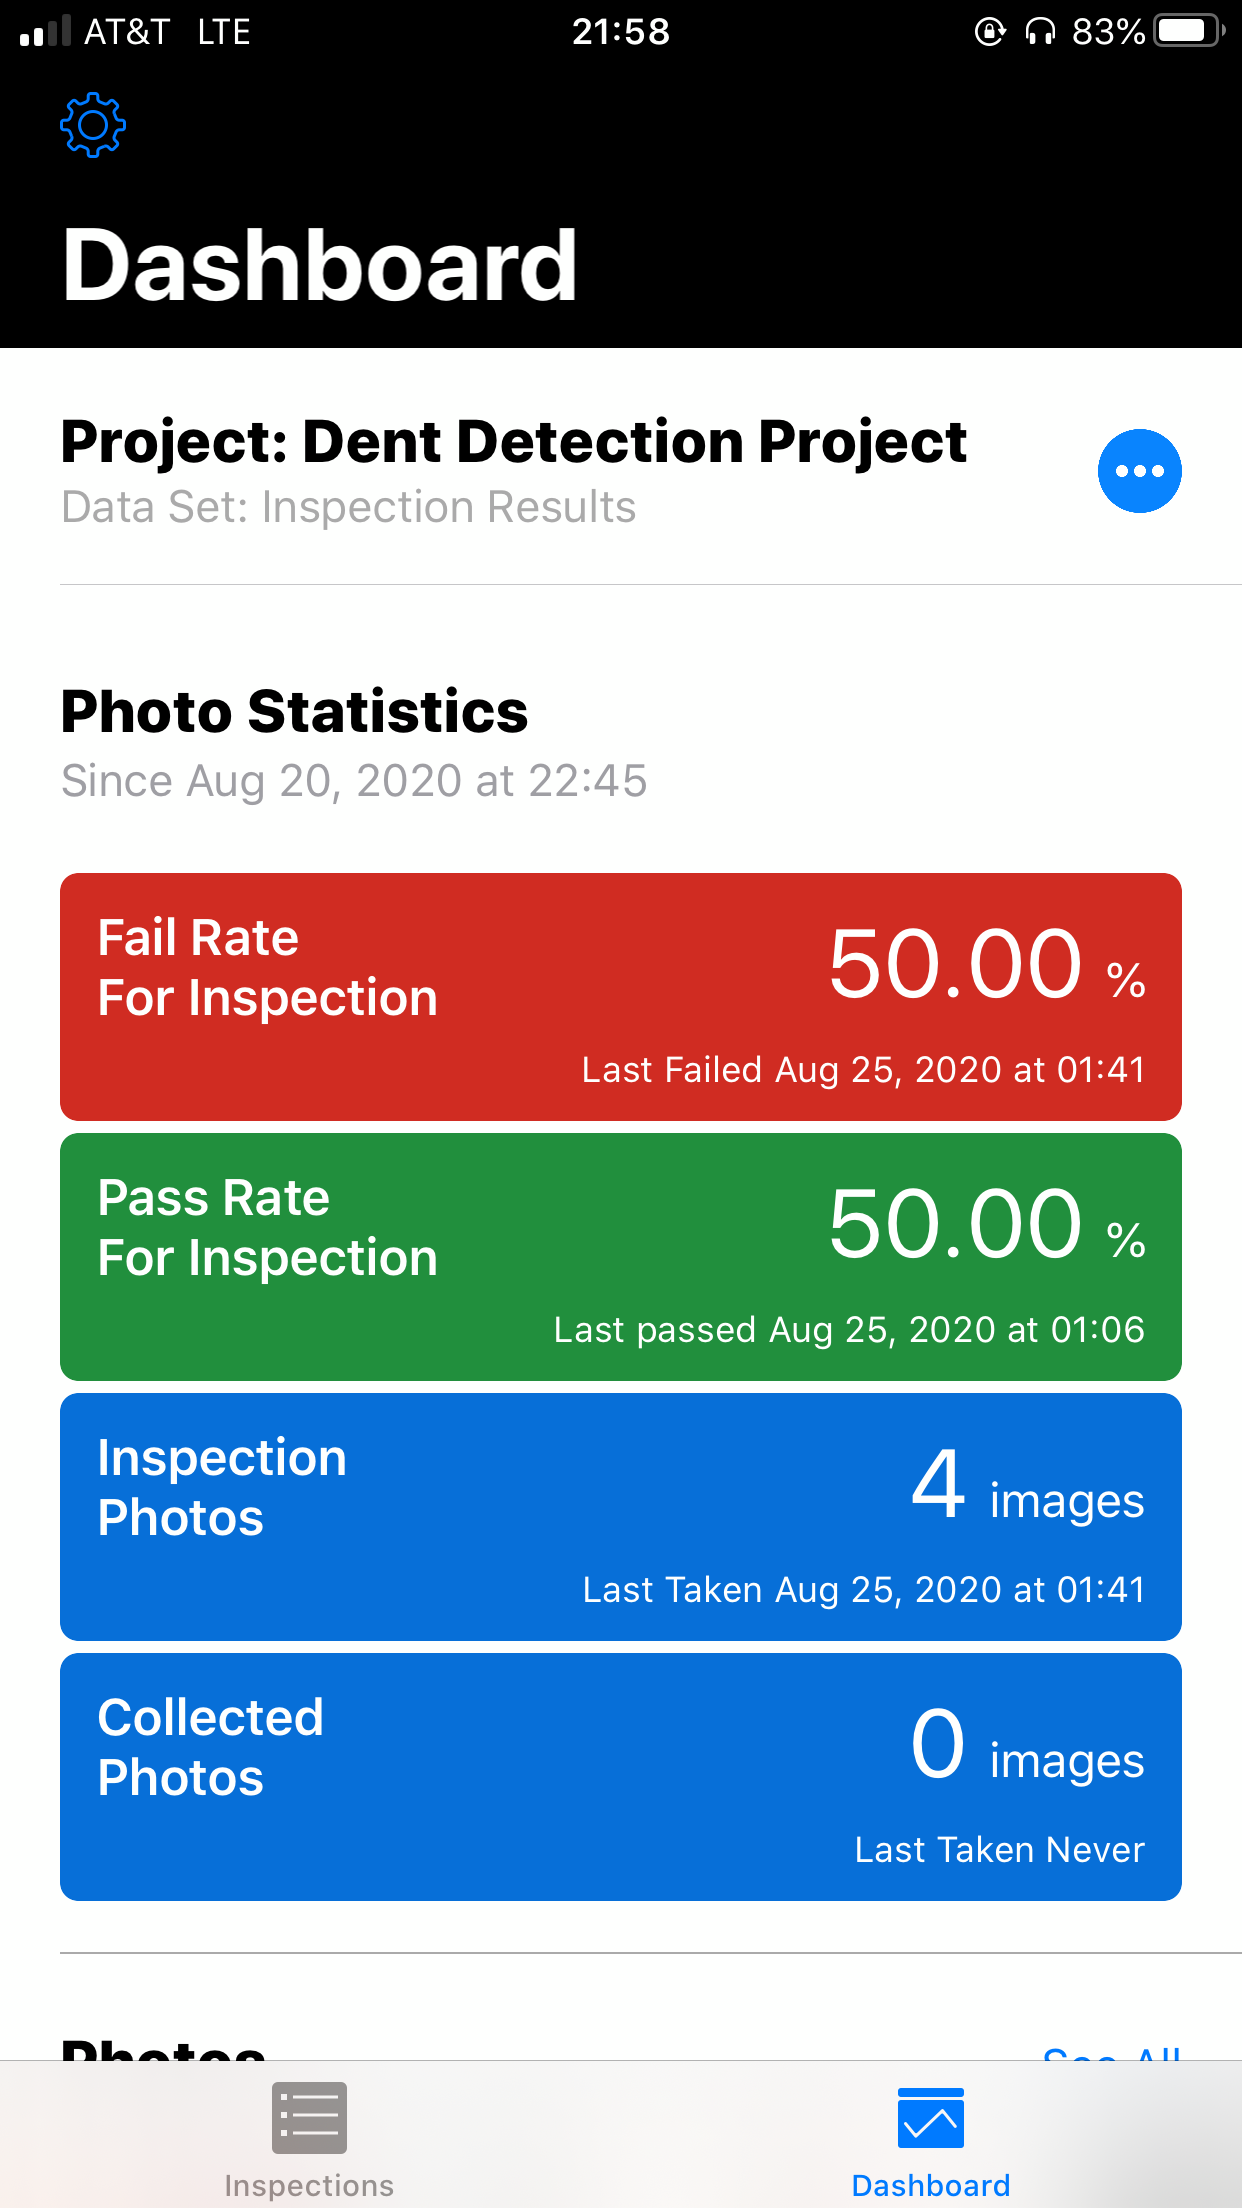 AT&T LTE 21:58 83%
Dashboard
Project: Dent Detection Project
Data Set: Inspection Results
Photo Statistics
Since Aug 20, 2020 at 22:45
Fail Rate
For Inspection
50.00 %
Last Failed Aug 25, 2020 at 01:41
Pass Rate
For Inspection
50.00 %
Last passed Aug 25, 2020 at 01:06
Inspection
Photos
4 images
Last Taken Aug 25, 2020 at 01:41
Collected
Photos
0 images
Last Taken Never
Photos See All
Inspections Dashboard